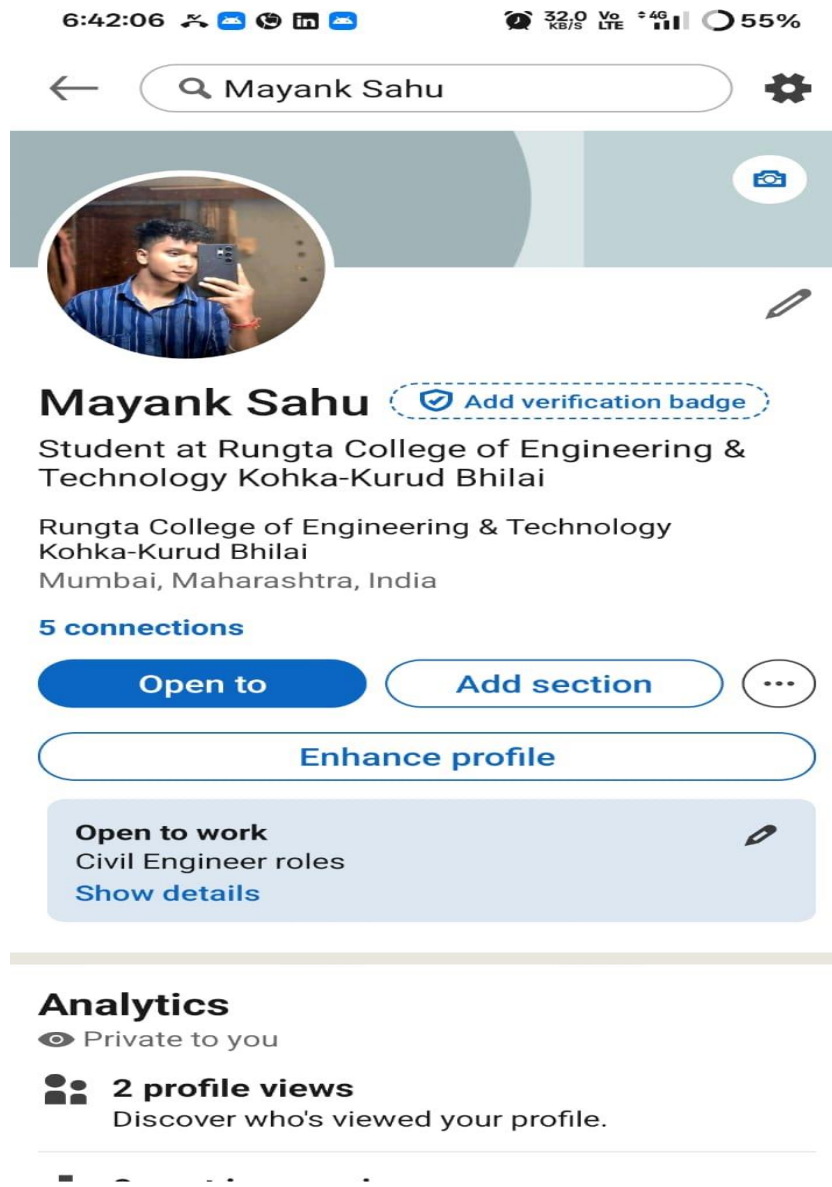 6:42:06 32.0 KB/S Vo LTE 4G 55%
Mayank Sahu
Mayank Sahu Add verification badge
Student at Rungta College of Engineering &
Technology Kohka-Kurud Bhilai
Rungta College of Engineering & Technology
Kohka-Kurud Bhilai
Mumbai, Maharashtra, India
5 connections
Open to Add section
Enhance profile
Open to work
Civil Engineer roles
Show details
Analytics
Private to you
2 profile views
Discover who's viewed your profile.